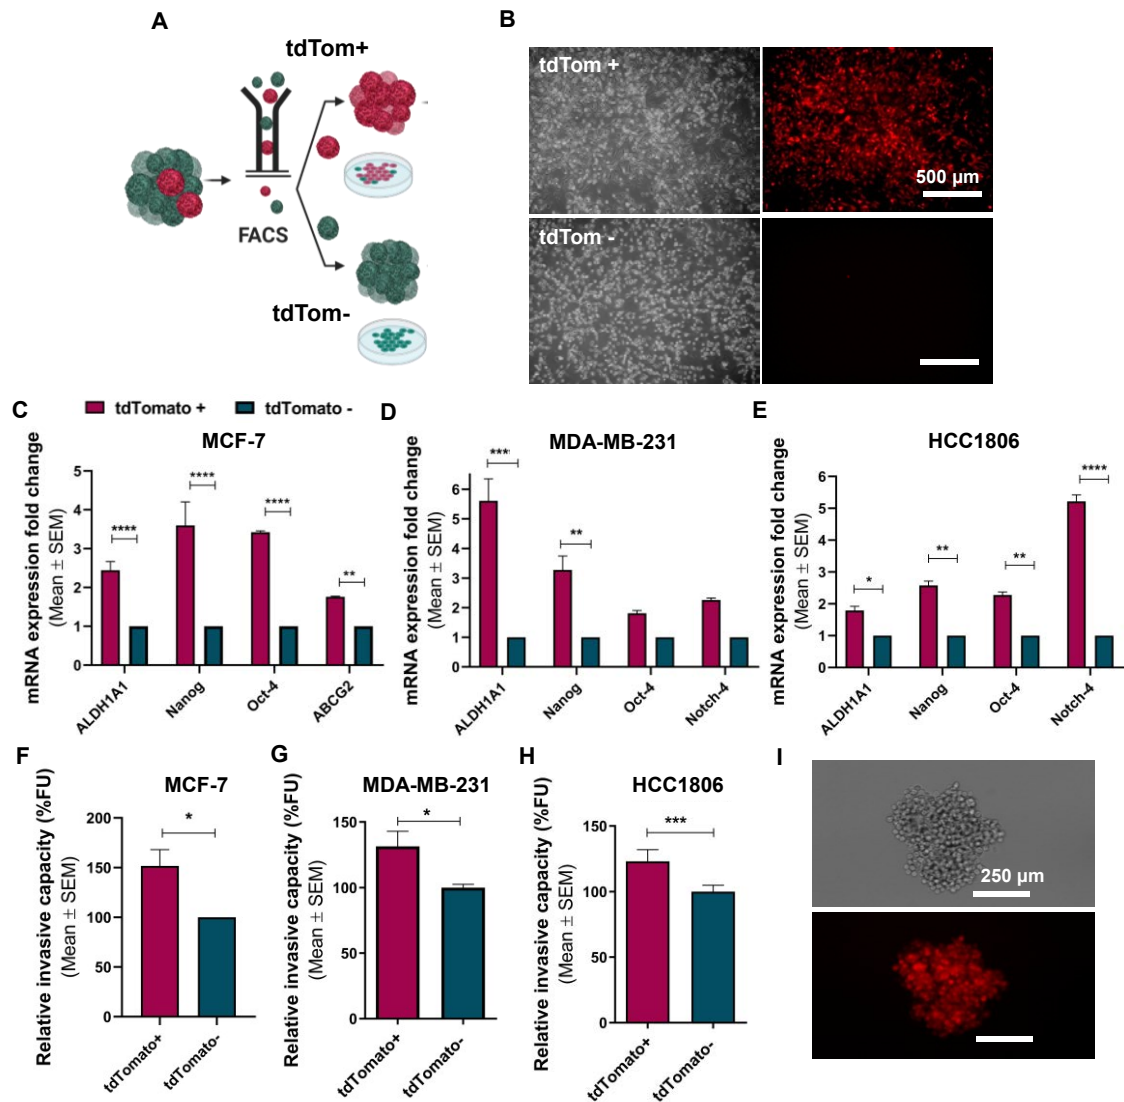 A
tdTom+
FACS
tdTom-
B
tdTom +
500 µm
tdTom -
C
tdTomato +
tdTomato -
MCF-7
mRNA expression fold change
(Mean ± SEM)
5
4
3
2
1
0
****
****
****
**
ALDH1A1
Nanog
Oct-4
ABCG2
D
MDA-MB-231
mRNA expression fold change
(Mean ± SEM)
6
5
4
3
2
1
0
***
**
ALDH1A1
Nanog
Oct-4
Notch-4
E
HCC1806
mRNA expression fold change
(Mean ± SEM)
6
5
4
3
2
1
0
*
**
**
****
ALDH1A1
Nanog
Oct-4
Notch-4
F
MCF-7
Relative invasive capacity (%FU)
(Mean ± SEM)
200
150
100
50
0
*
tdTomato+
tdTomato-
G
MDA-MB-231
Relative invasive capacity (%FU)
(Mean ± SEM)
150
100
50
0
*
tdTomato+
tdTomato-
H
HCC1806
Relative invasive capacity (%FU)
(Mean ± SEM)
150
100
50
0
***
tdTomato+
tdTomato-
I
250 µm